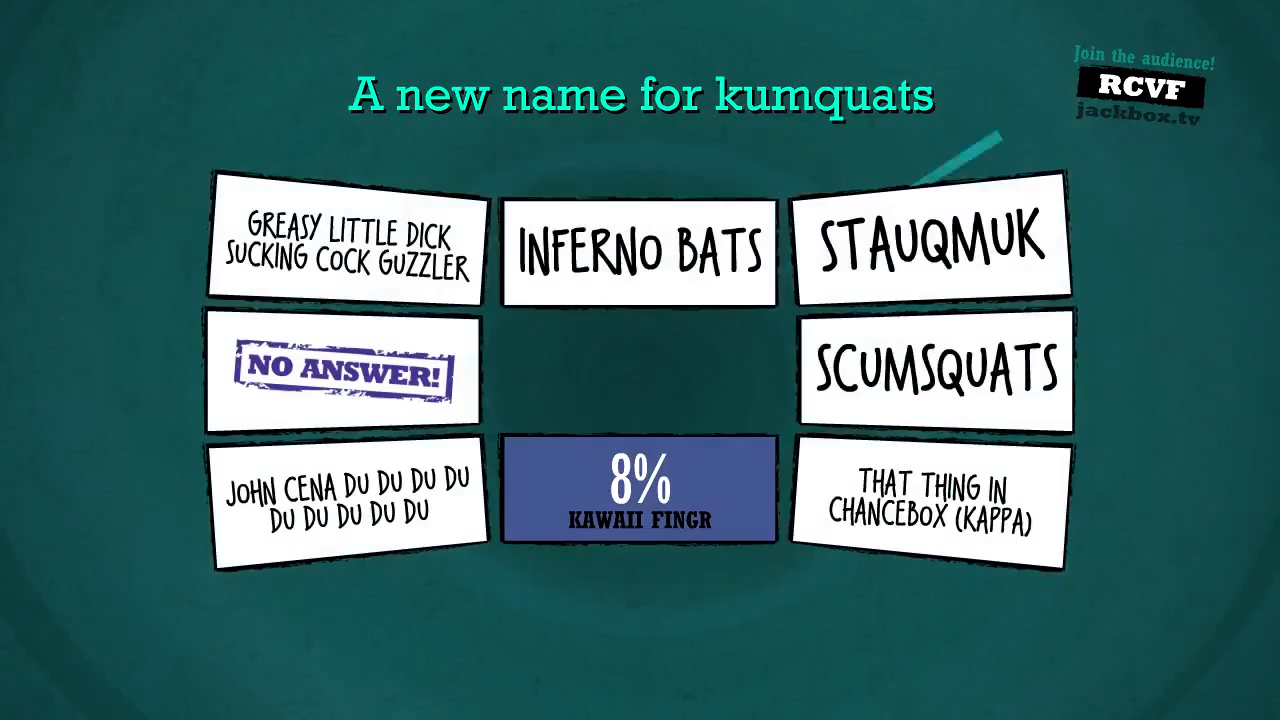 Join the audience!
RCVF
jackbox.tv
A new name for kumquats
GREASY LITTLE DICK
SUCKING COCK GUZZLER
INFERNO BATS
STAUQMUK
NO ANSWER!
SCUMSQUATS
JOHN CENA DU DU DU DU
DU DU DU DU DU
8%
KAWAII FINGR
THAT THING IN
CHANCEBOX (KAPPA)